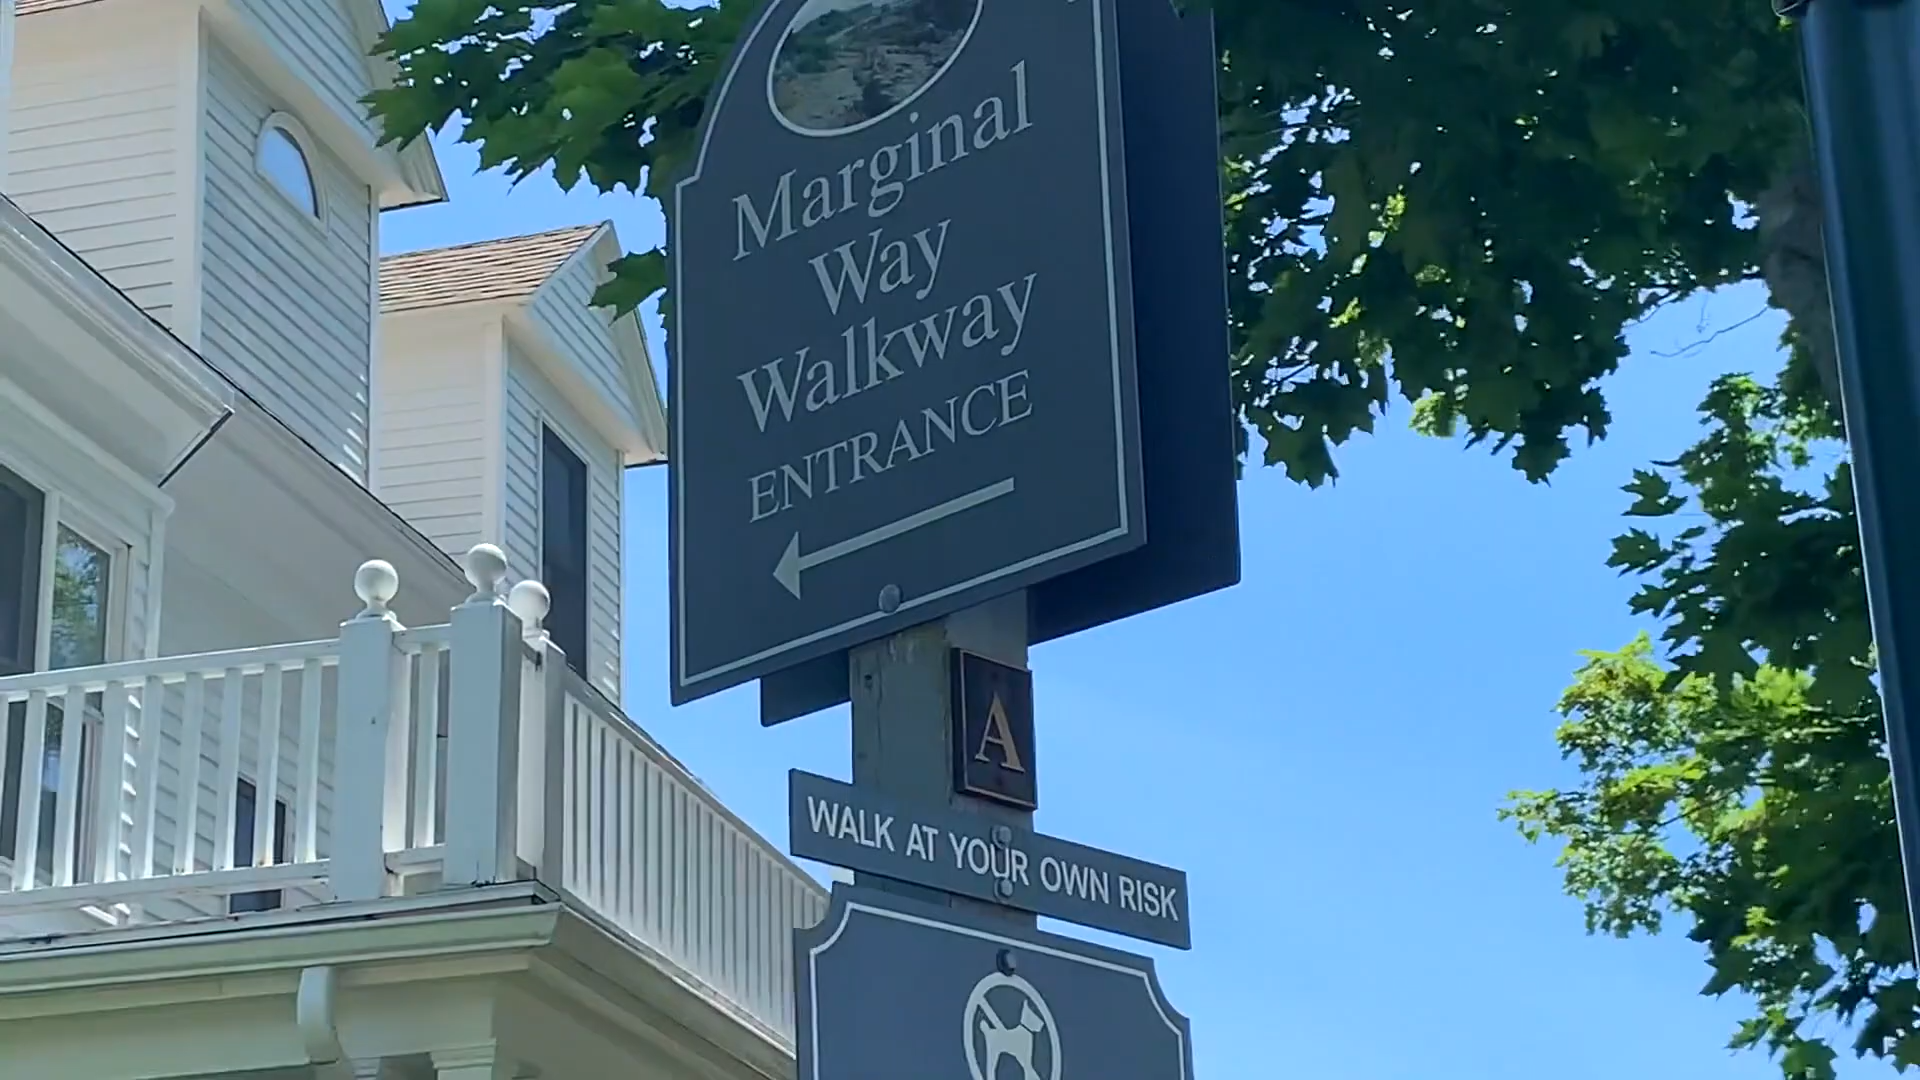 Marginal
Way
Walkway
ENTRANCE
A
WALK AT YOUR OWN RISK